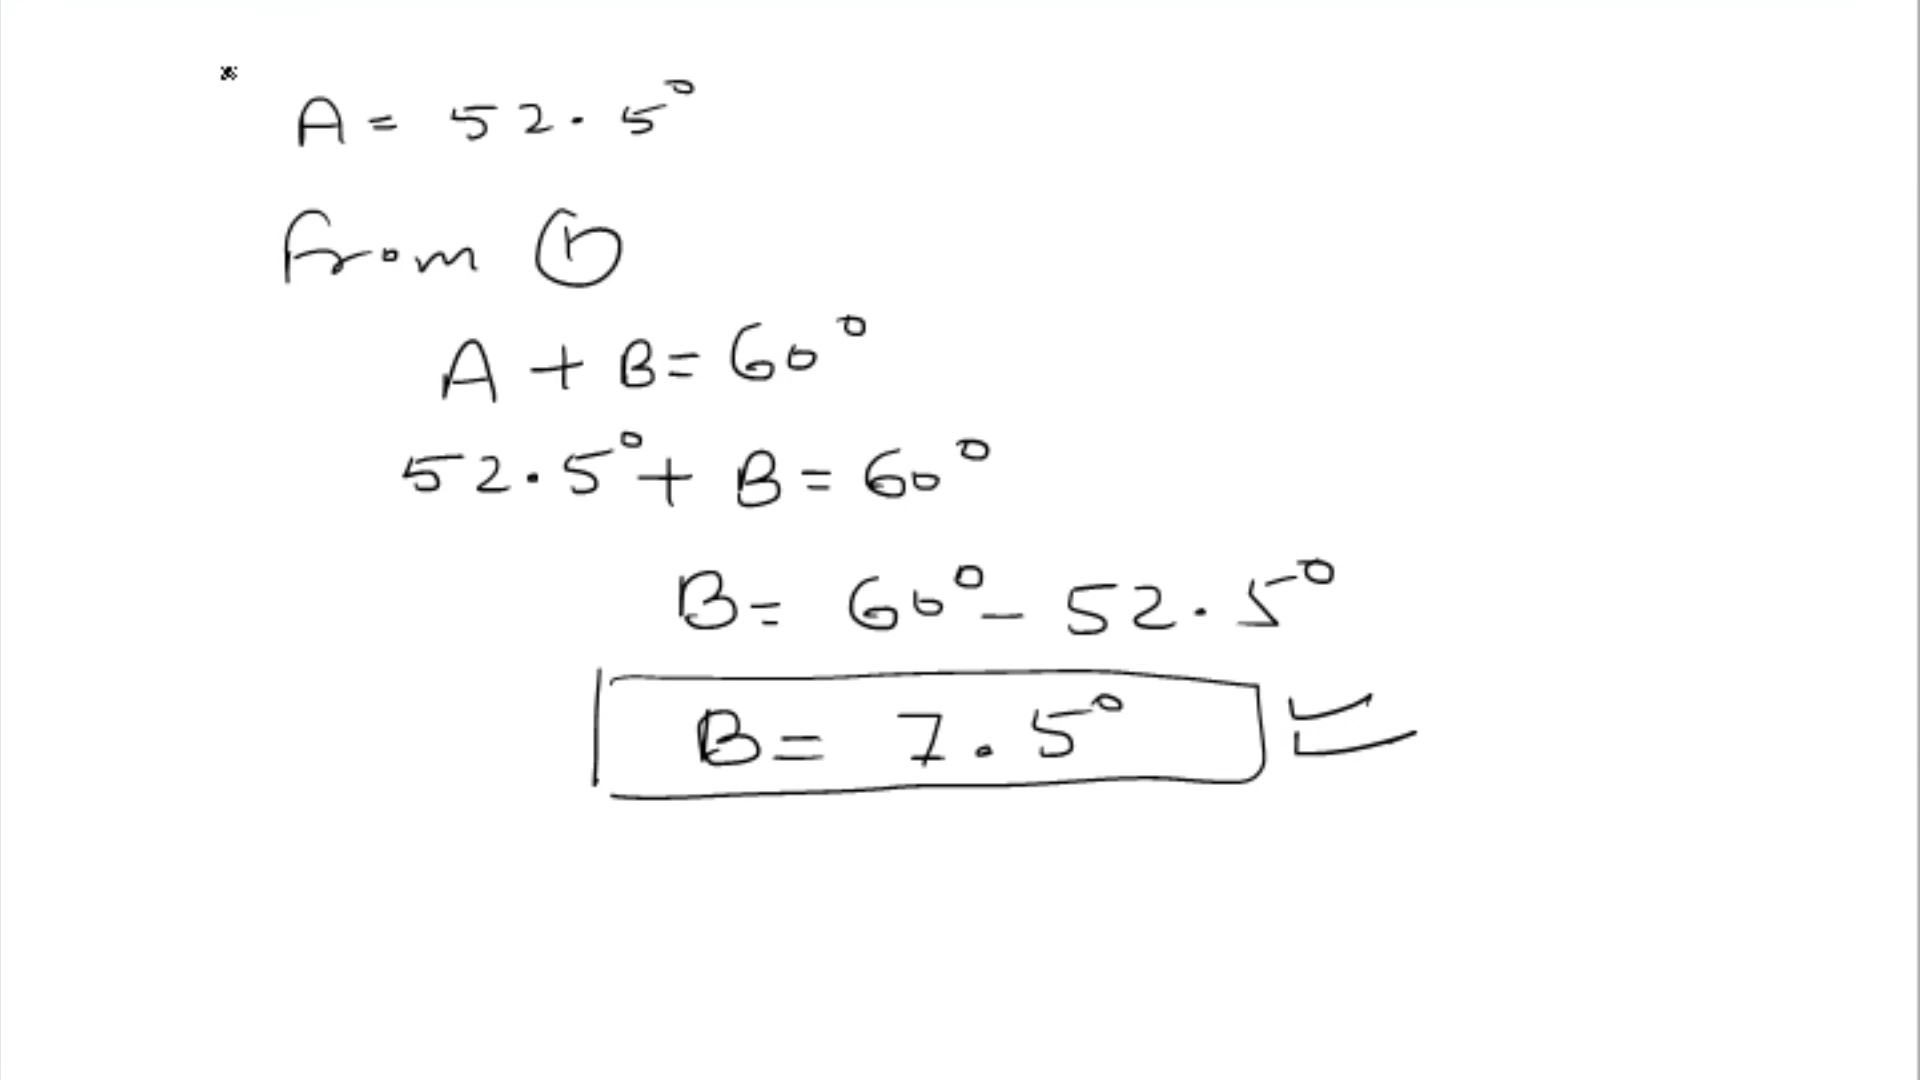 A = 52.5°
From ①
A + B = 60°
52.5° + B = 60°
B = 60° - 52.5°
B = 7.5°